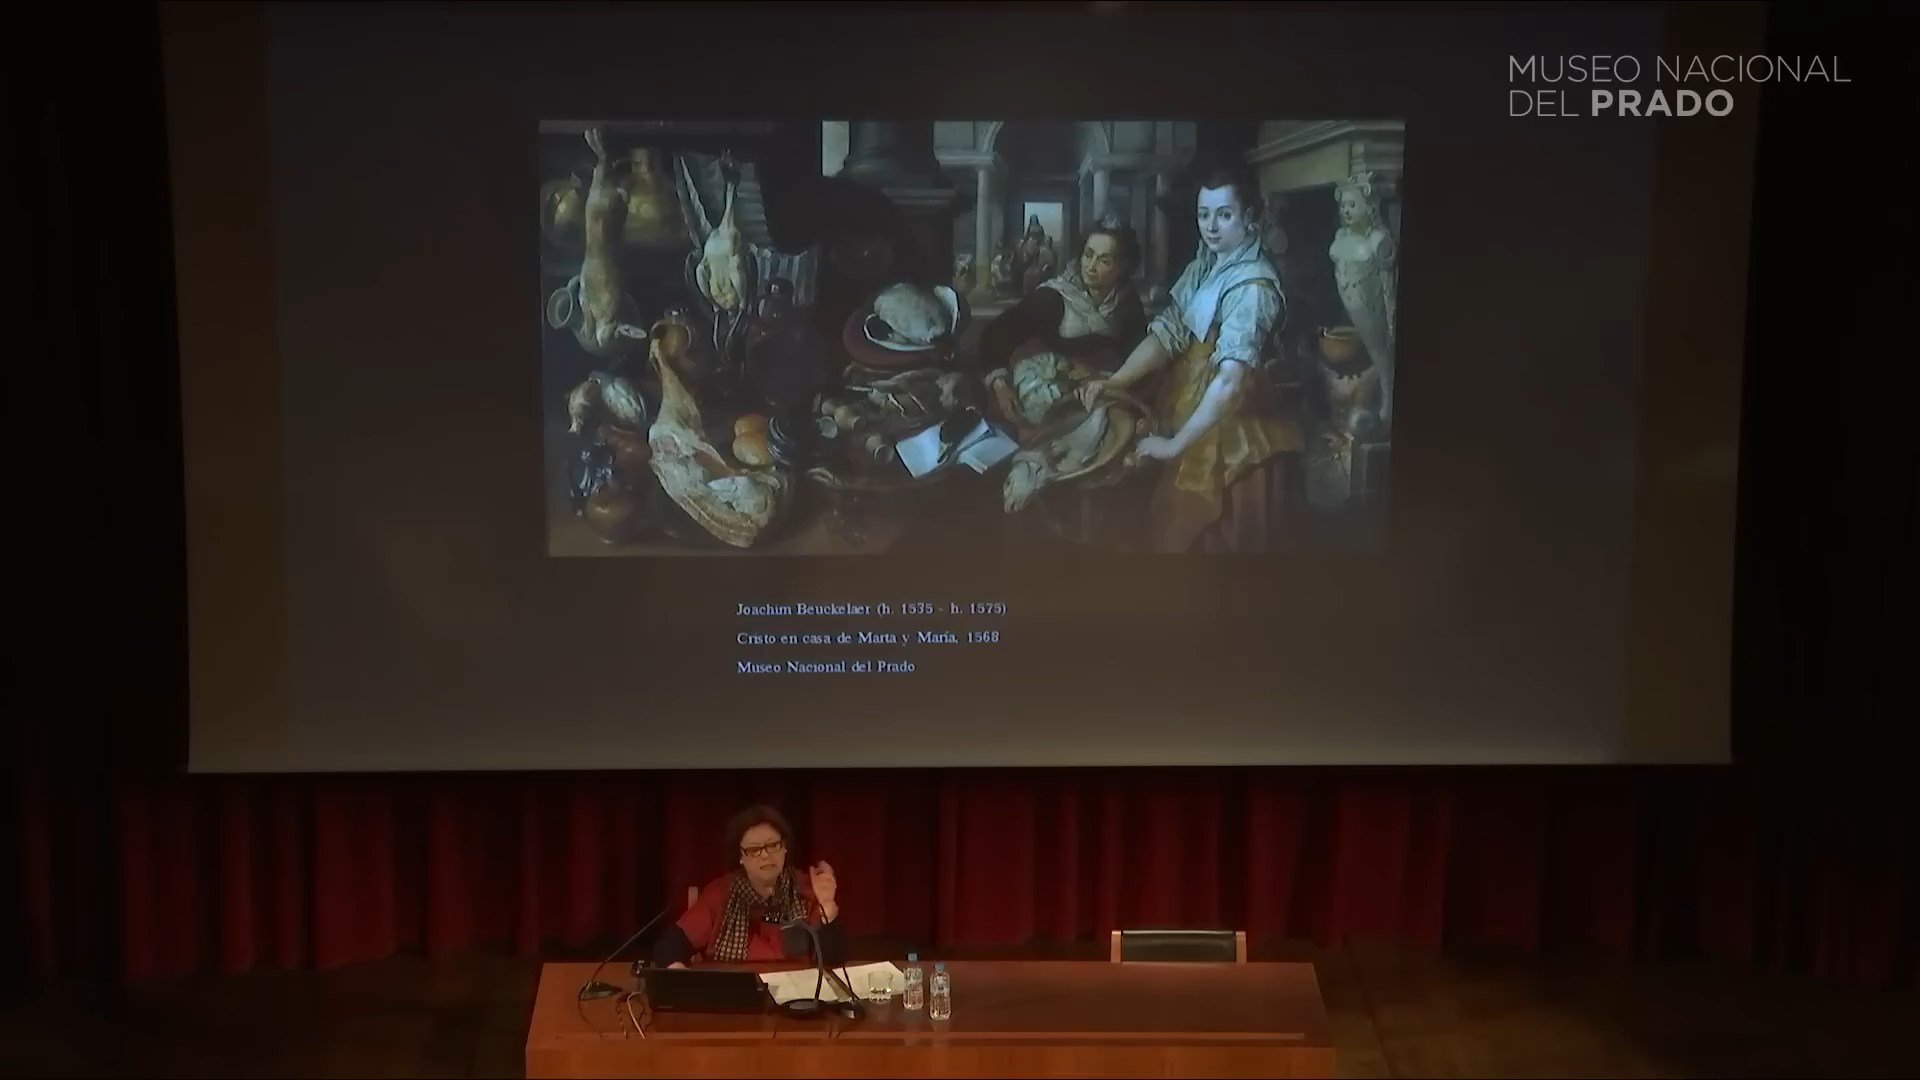 MUSEO NACIONAL
DEL PRADO
Joachim Beuckelaer (h. 1535 - h. 1575)
Cristo en casa de Marta y María, 1568
Museo Nacional del Prado